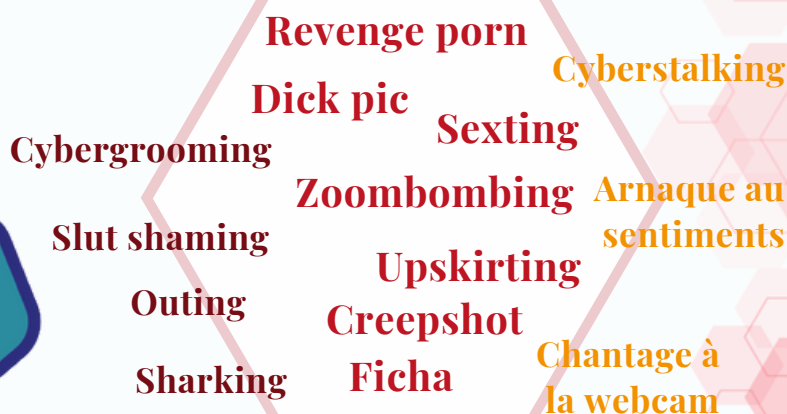 Revenge porn
Cyberstalking
Dick pic
Sexting
Cybergrooming
Zoombombing
Arnaque au
sentiments
Slut shaming
Upskirting
Outing
Creepshot
Chantage à
la webcam
Sharking
Ficha